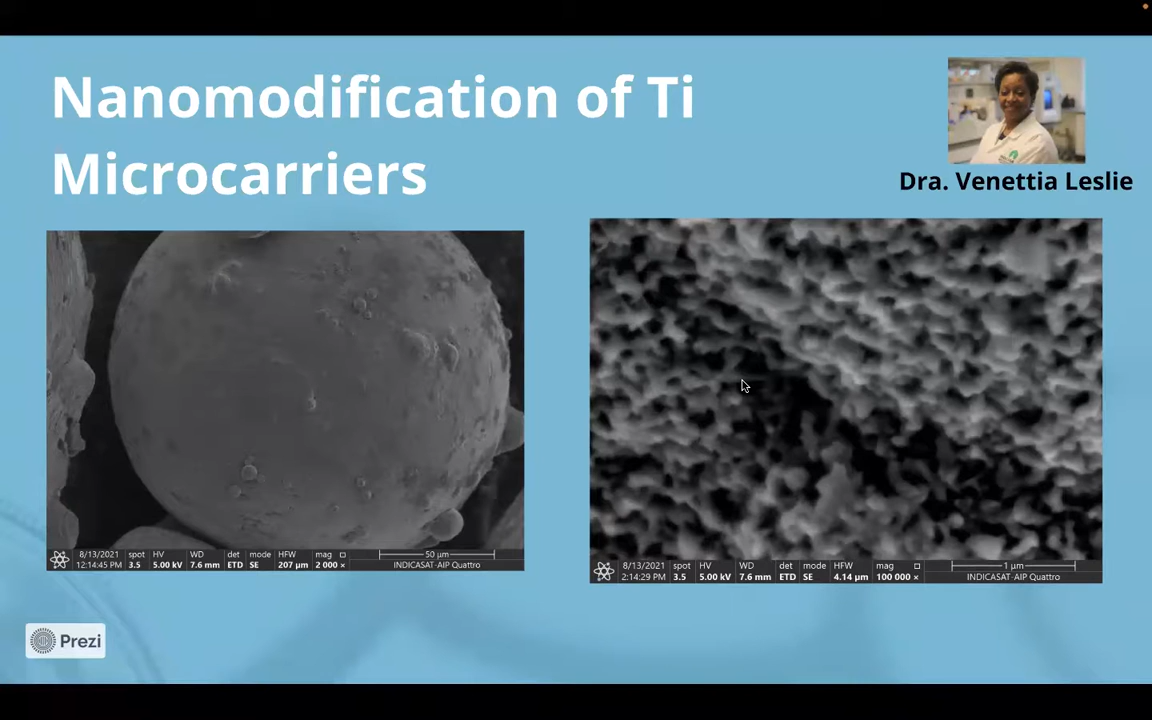 Nanomodification of Ti
Microcarriers
Dra. Venettia Leslie
8/13/2021 spot HV WD det mode HFW mag 50 µm
12:14:45 PM 3.5 5.00 kV 7.6 mm ETD SE 207 µm 2 000 × INDICASAT-AIP Quattro
8/13/2021 spot HV WD det mode HFW mag 1 µm
2:14:29 PM 3.5 5.00 kV 7.6 mm ETD SE 4.14 µm 100 000 × INDICASAT-AIP Quattro
Prezi